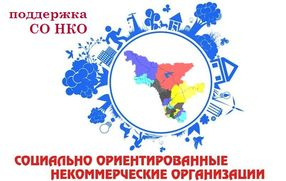 поддержка
СО НКО
СОЦИАЛЬНО ОРИЕНТИРОВАННЫЕ
НЕКОММЕРЧЕСКИЕ ОРГАНИЗАЦИИ